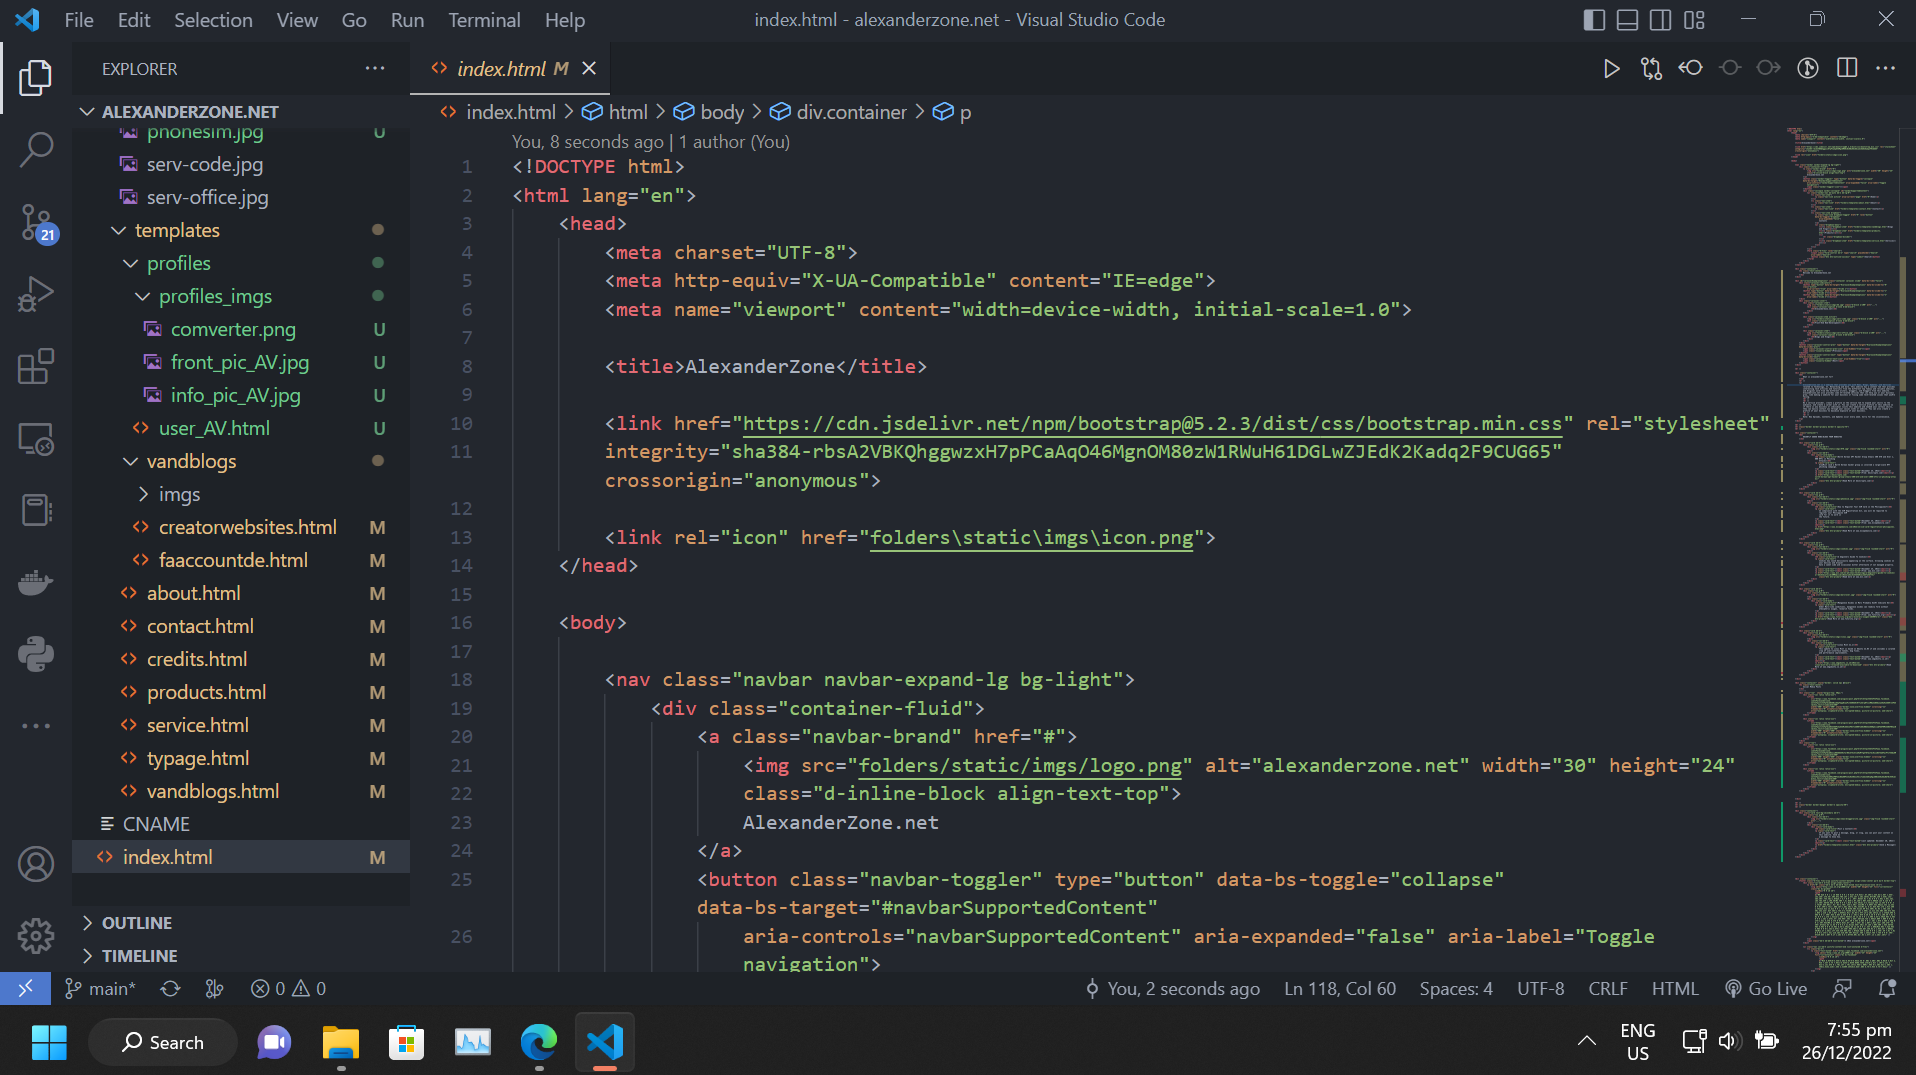 File Edit Selection View Go Run Terminal Help
index.html - alexanderzone.net - Visual Studio Code
EXPLORER
index.html M
ALEXANDERZONE.NET
index.html > html > body > div.container > p
phonesim.jpg U
serv-code.jpg
serv-office.jpg
templates
profiles
profiles_imgs
comverter.png U
front_pic_AV.jpg U
info_pic_AV.jpg U
user_AV.html U
vandblogs
imgs
creatorwebsites.html M
faaccountde.html M
about.html M
contact.html M
credits.html M
products.html M
service.html M
typage.html M
vandblogs.html M
CNAME
index.html M
OUTLINE
TIMELINE
21
You, 8 seconds ago | 1 author (You)
1 <!DOCTYPE html>
2 <html lang="en">
3 <head>
4 <meta charset="UTF-8">
5 <meta http-equiv="X-UA-Compatible" content="IE=edge">
6 <meta name="viewport" content="width=device-width, initial-scale=1.0">
7
8 <title>AlexanderZone</title>
9
10 <link href="https://cdn.jsdelivr.net/npm/bootstrap@5.2.3/dist/css/bootstrap.min.css" rel="stylesheet"
11 integrity="sha384-rbsA2VBKQhggwzxH7pPCaAqO46MgnOM80zW1RWuH61DGLwZJEdK2Kadq2F9CUG65"
crossorigin="anonymous">
12
13 <link rel="icon" href="folders\static\imgs\icon.png">
14 </head>
15
16 <body>
17
18 <nav class="navbar navbar-expand-lg bg-light">
19 <div class="container-fluid">
20 <a class="navbar-brand" href="#">
21 <img src="folders/static/imgs/logo.png" alt="alexanderzone.net" width="30" height="24"
22 class="d-inline-block align-text-top">
23 AlexanderZone.net
24 </a>
25 <button class="navbar-toggler" type="button" data-bs-toggle="collapse"
data-bs-target="#navbarSupportedContent"
26 aria-controls="navbarSupportedContent" aria-expanded="false" aria-label="Toggle
navigation">
main* 0 0
You, 2 seconds ago Ln 118, Col 60 Spaces: 4 UTF-8 CRLF HTML Go Live
Search
ENG
US
7:55 pm
26/12/2022